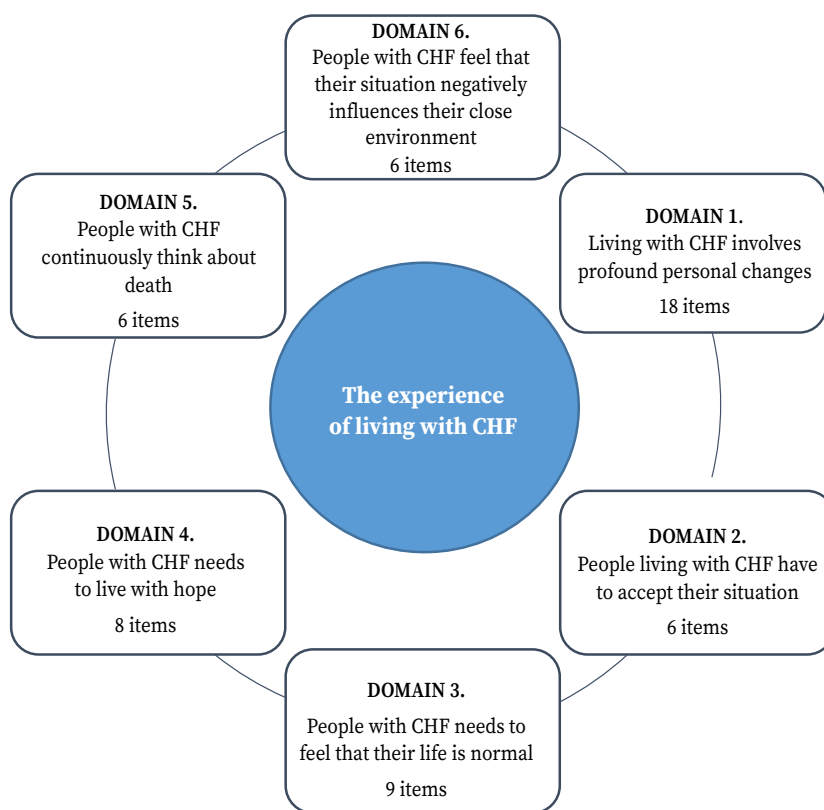 DOMAIN 6.
People with CHF feel that
their situation negatively
influences their close
environment
6 items
DOMAIN 5.
People with CHF
continuously think about
death
6 items
DOMAIN 1.
Living with CHF involves
profound personal changes
18 items
The experience
of living with CHF
DOMAIN 4.
People with CHF needs
to live with hope
8 items
DOMAIN 2.
People living with CHF have
to accept their situation
6 items
DOMAIN 3.
People with CHF needs to
feel that their life is normal
9 items